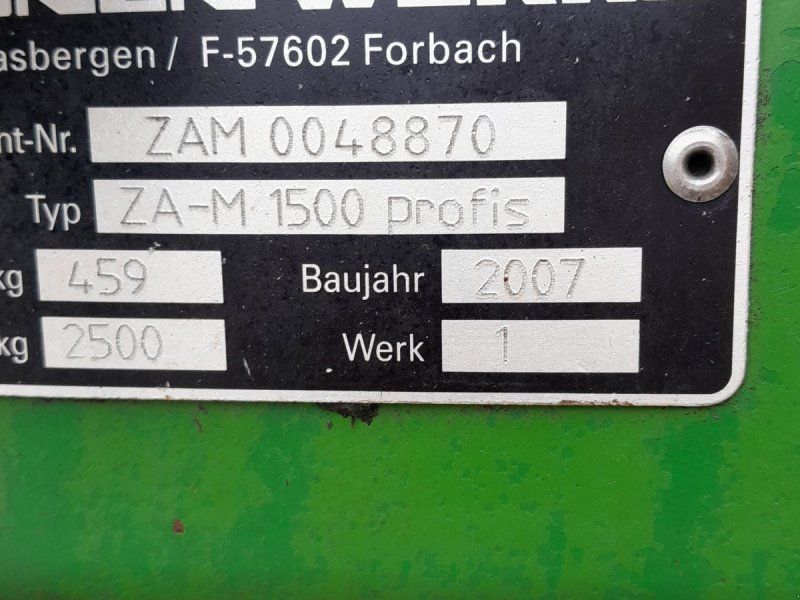 asbergen / F-57602 Forbach
nt-Nr. ZAM 0048870
Typ ZA-M 1500 profis
kg 459 Baujahr 2007
kg 2500 Werk 1